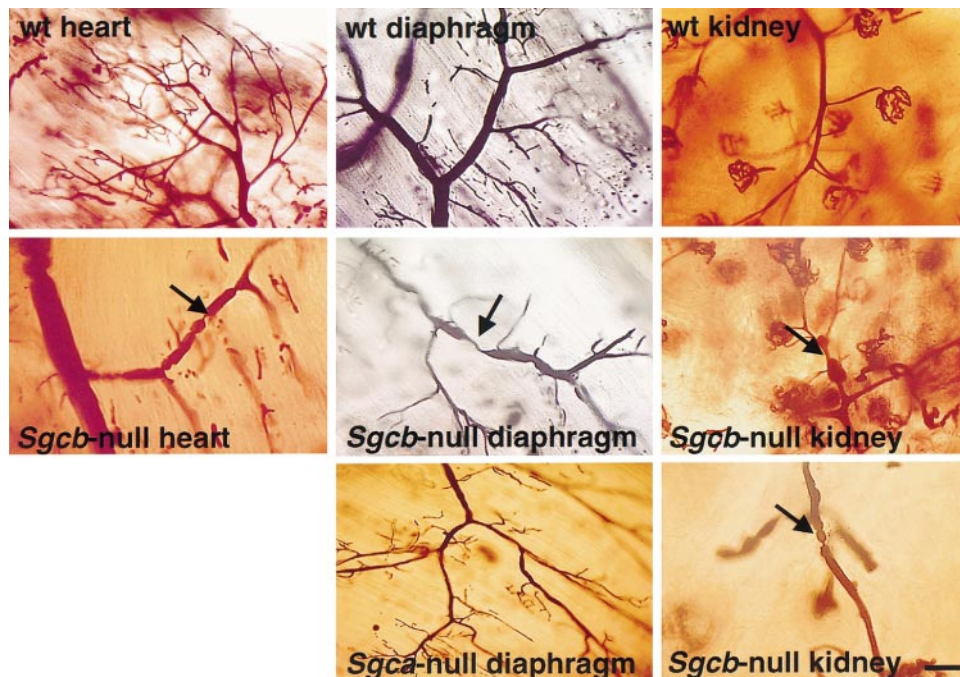 wt heart
wt diaphragm
wt kidney
Sgcb-null heart
Sgcb-null diaphragm
Sgcb-null kidney
Sgca-null diaphragm
Sgcb-null kidney